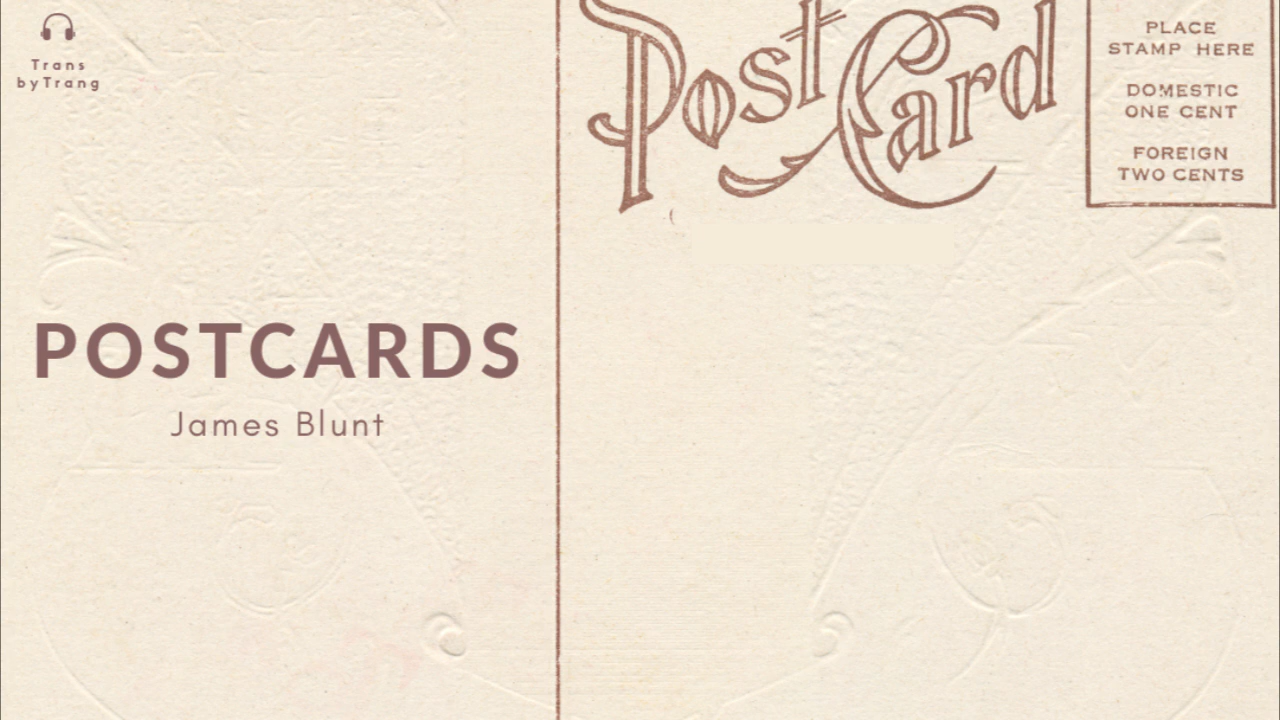 Trans
byTrang
POSTCARDS
James Blunt
Post Card
PLACE
STAMP HERE
DOMESTIC
ONE CENT
FOREIGN
TWO CENTS